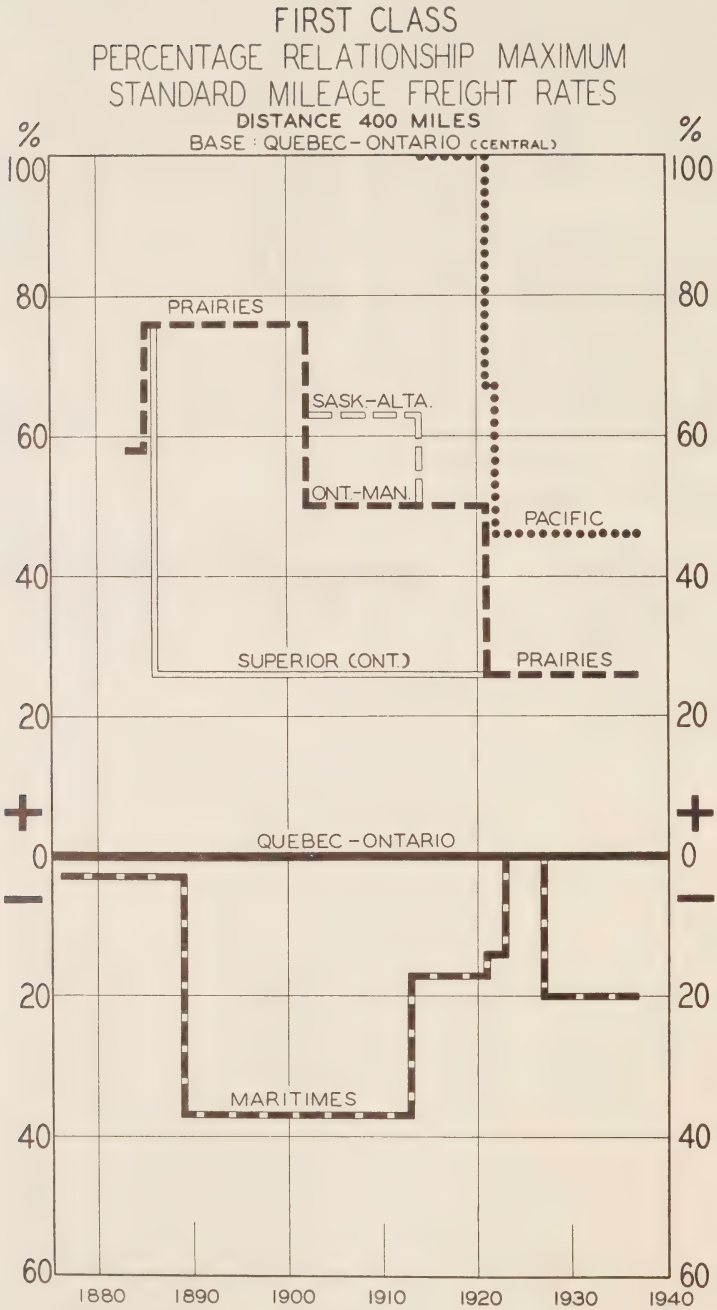 FIRST CLASS
PERCENTAGE RELATIONSHIP MAXIMUM
STANDARD MILEAGE FREIGHT RATES
DISTANCE 400 MILES
BASE : QUEBEC-ONTARIO (CENTRAL)
% %
100 100
80 80
PRAIRIES
SASK.-ALTA.
60 60
ONT.-MAN.
PACIFIC
40 40
SUPERIOR (ONT.) PRAIRIES
20 20
+ +
QUEBEC-ONTARIO
0 0
— —
20 20
MARITIMES
40 40
60 60
1880 1890 1900 1910 1920 1930 1940